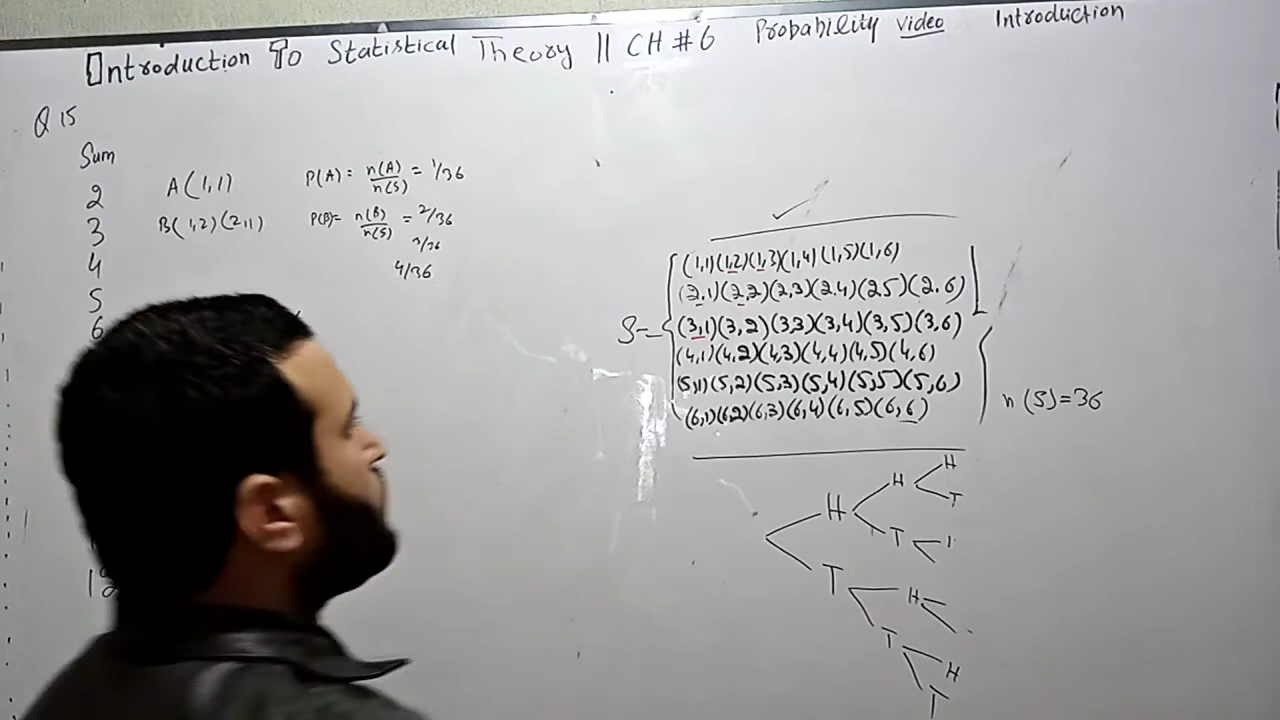 Introduction To Statistical Theory || CH # 6 Probability video Introduction
Q 15
Sum
2 A(1,1) P(A) = n(A)/n(S) = 1/36
3 B(1,2)(2,1) P(B)= n(B)/n(S) = 2/36
3/36
4 4/36
5
6
S= { (1,1)(1,2)(1,3)(1,4)(1,5)(1,6)
(2,1)(2,2)(2,3)(2,4)(2,5)(2,6)
(3,1)(3,2)(3,3)(3,4)(3,5)(3,6)
(4,1)(4,2)(4,3)(4,4)(4,5)(4,6)
(5,1)(5,2)(5,3)(5,4)(5,5)(5,6)
(6,1)(6,2)(6,3)(6,4)(6,5)(6,6) } n(S)=36
H
H
T
H
T
T
H
T
H
T